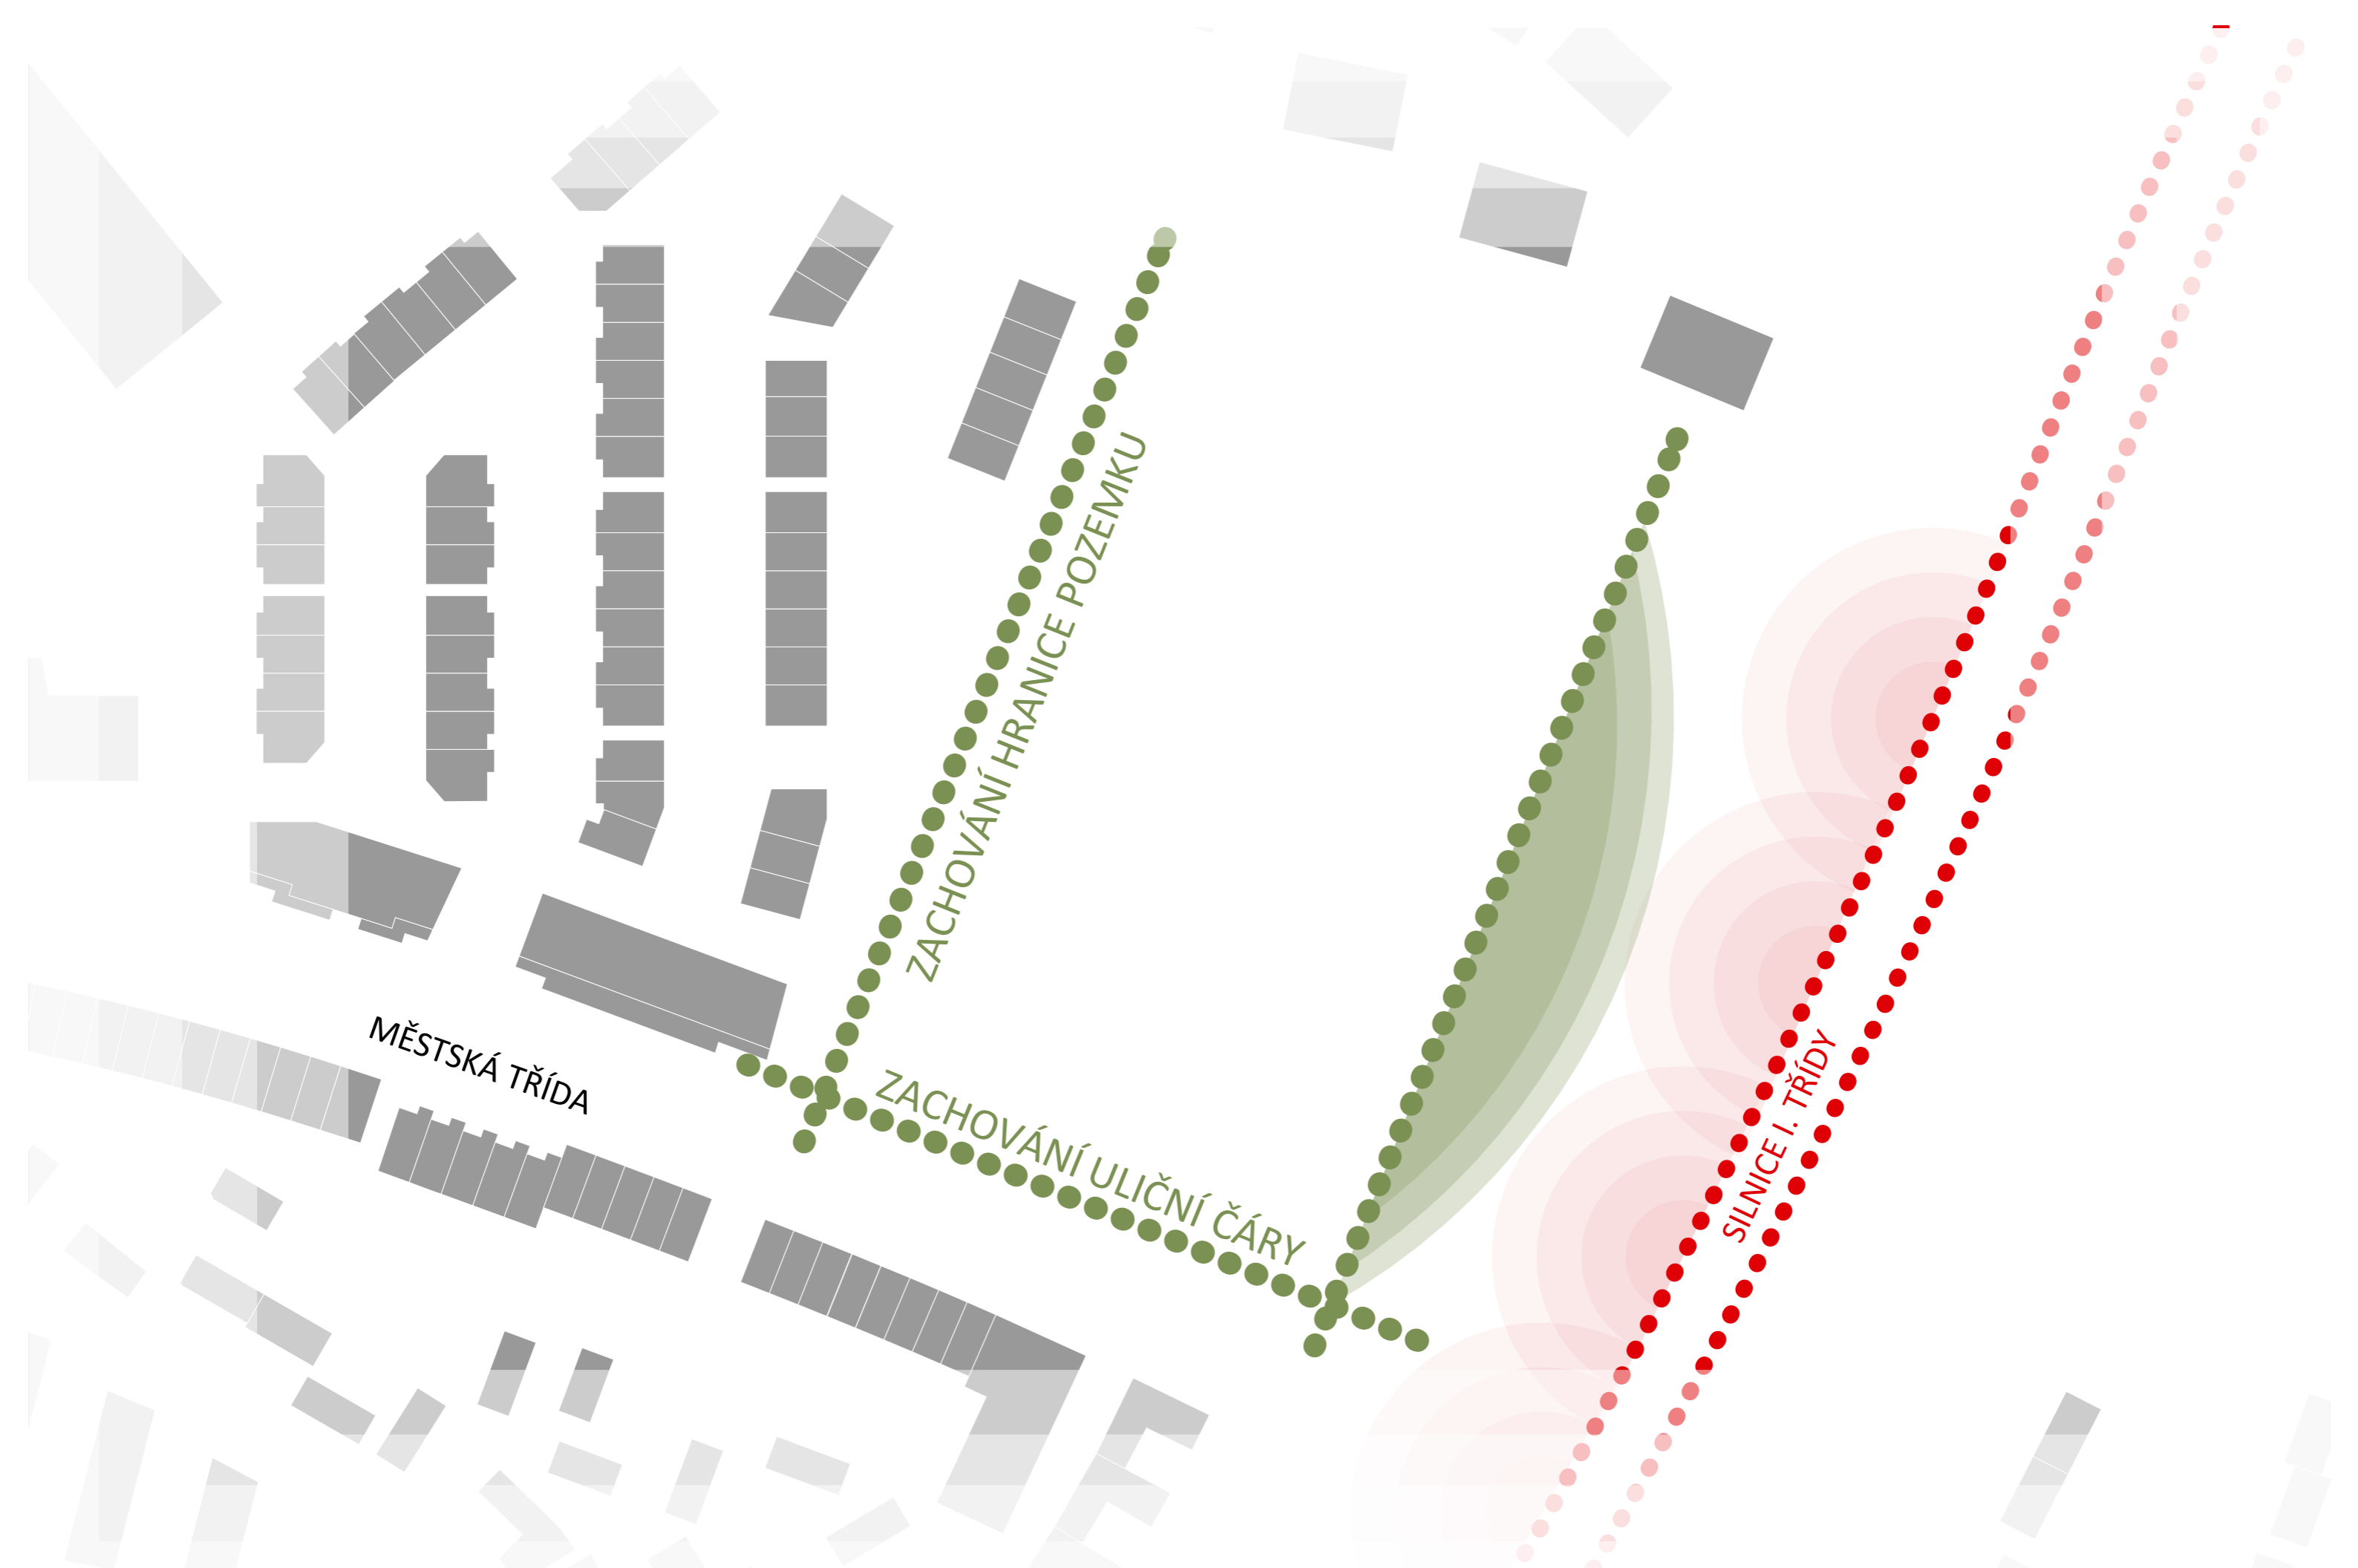 ZACHOVÁNÍ HRANICE POZEMKU
MĚSTSKÁ TŘÍDA
ZACHOVÁNÍ ULIČNÍ ČÁRY
SILNICE I. TŘÍDY